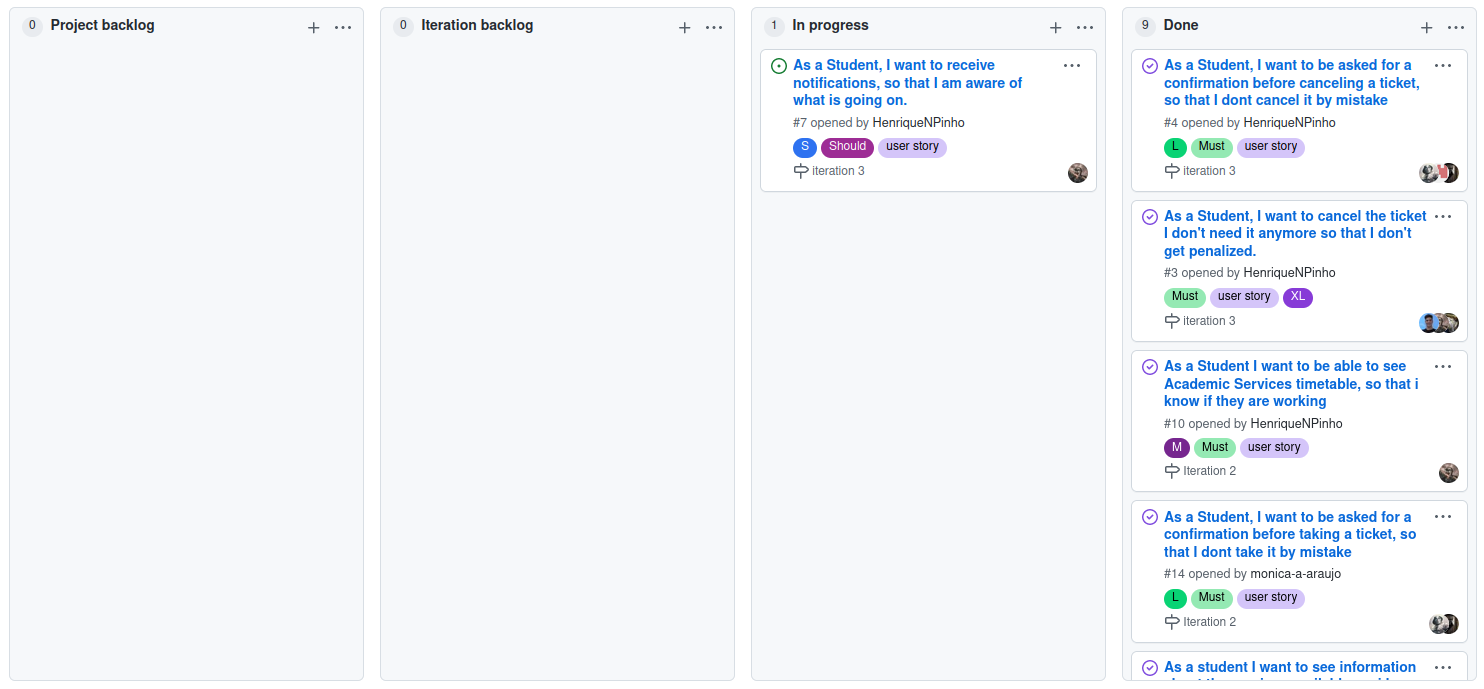 0 Project backlog
0 Iteration backlog
1 In progress
As a Student, I want to receive
notifications, so that I am aware of
what is going on.
#7 opened by HenriqueNPinho
S Should user story
iteration 3
9 Done
As a Student, I want to be asked for a
confirmation before canceling a ticket,
so that I dont cancel it by mistake
#4 opened by HenriqueNPinho
L Must user story
iteration 3
As a Student, I want to cancel the ticket
I don't need it anymore so that I don't
get penalized.
#3 opened by HenriqueNPinho
Must user story XL
iteration 3
As a Student I want to be able to see
Academic Services timetable, so that i
know if they are working
#10 opened by HenriqueNPinho
M Must user story
Iteration 2
As a Student, I want to be asked for a
confirmation before taking a ticket, so
that I dont take it by mistake
#14 opened by monica-a-araujo
L Must user story
Iteration 2
As a student I want to see information